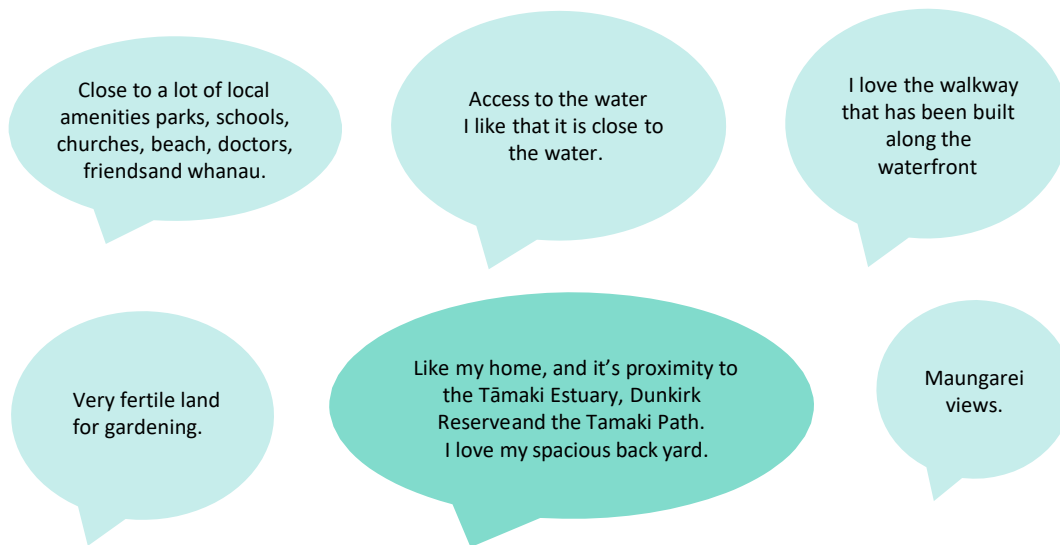 Close to a lot of local
amenities parks, schools,
churches, beach, doctors,
friendsand whanau.
Access to the water
I like that it is close to
the water.
I love the walkway
that has been built
along the
waterfront
Very fertile land
for gardening.
Like my home, and it’s proximity to
the Tāmaki Estuary, Dunkirk
Reserveand the Tamaki Path.
I love my spacious back yard.
Maungarei
views.